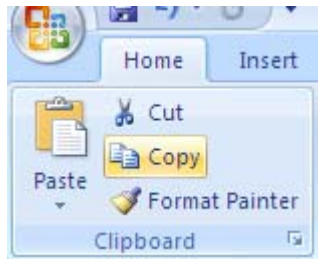 Home Insert
Cut
Copy
Paste
Format Painter
Clipboard